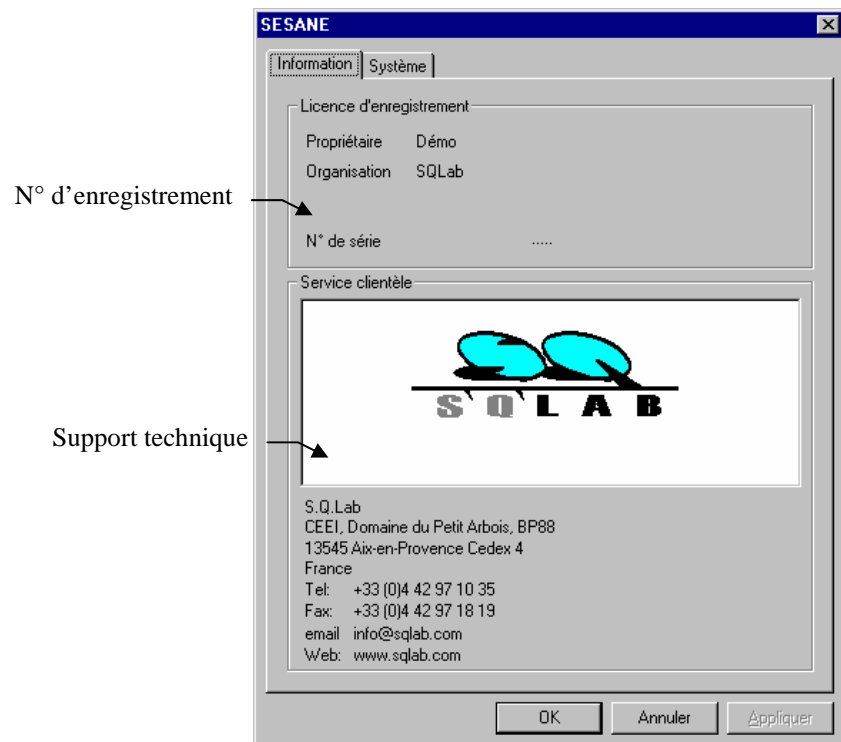 SESANE
Information Système
Licence d'enregistrement
Propriétaire Démo
Organisation SQLab
N° d'enregistrement
N° de série .....
Service clientèle
S'Q'LAB
Support technique
S.Q.Lab
CEEI, Domaine du Petit Arbois, BP88
13545 Aix-en-Provence Cedex 4
France
Tel: +33 (0)4 42 97 10 35
Fax: +33 (0)4 42 97 18 19
email info@sqlab.com
Web: www.sqlab.com
OK Annuler Appliquer